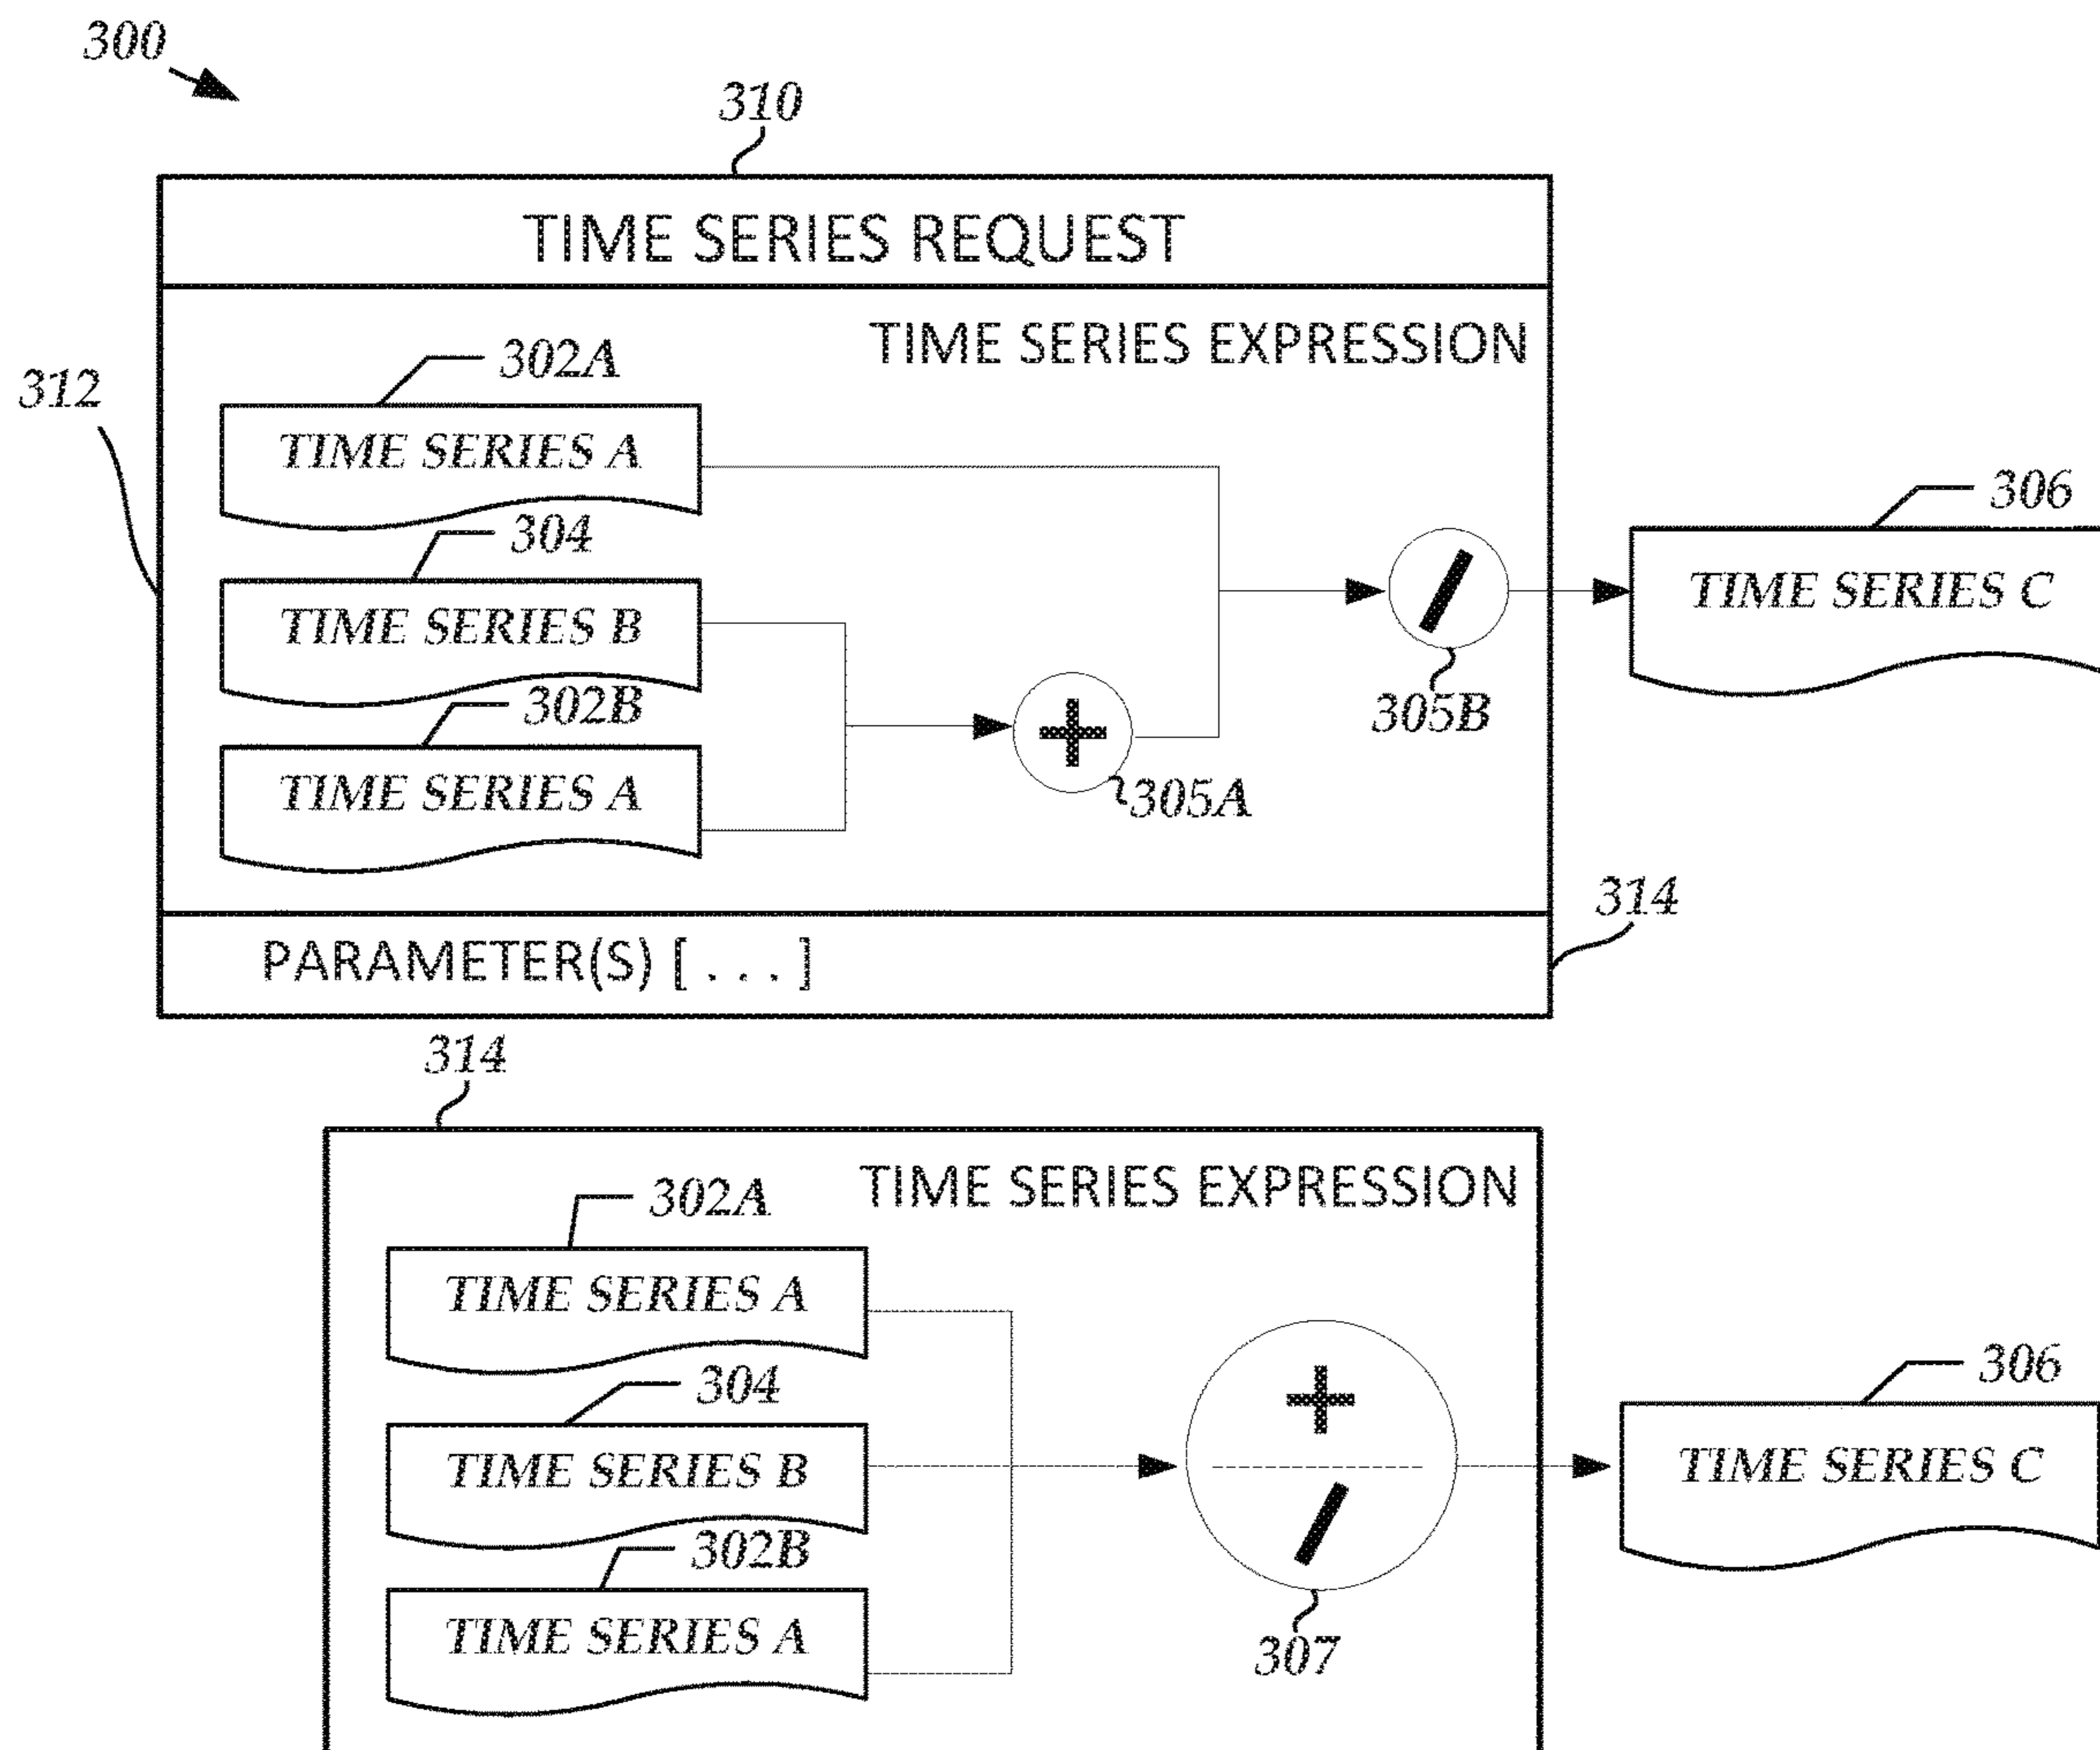 300
310
TIME SERIES REQUEST
TIME SERIES EXPRESSION
302A
312
TIME SERIES A
306
304
TIME SERIES C
TIME SERIES B
302B
305B
TIME SERIES A
+
/
305A
314
PARAMETER(S) [ . . . ]
314
TIME SERIES EXPRESSION
302A
TIME SERIES A
306
304
+
TIME SERIES B
TIME SERIES C
/
302B
TIME SERIES A
307